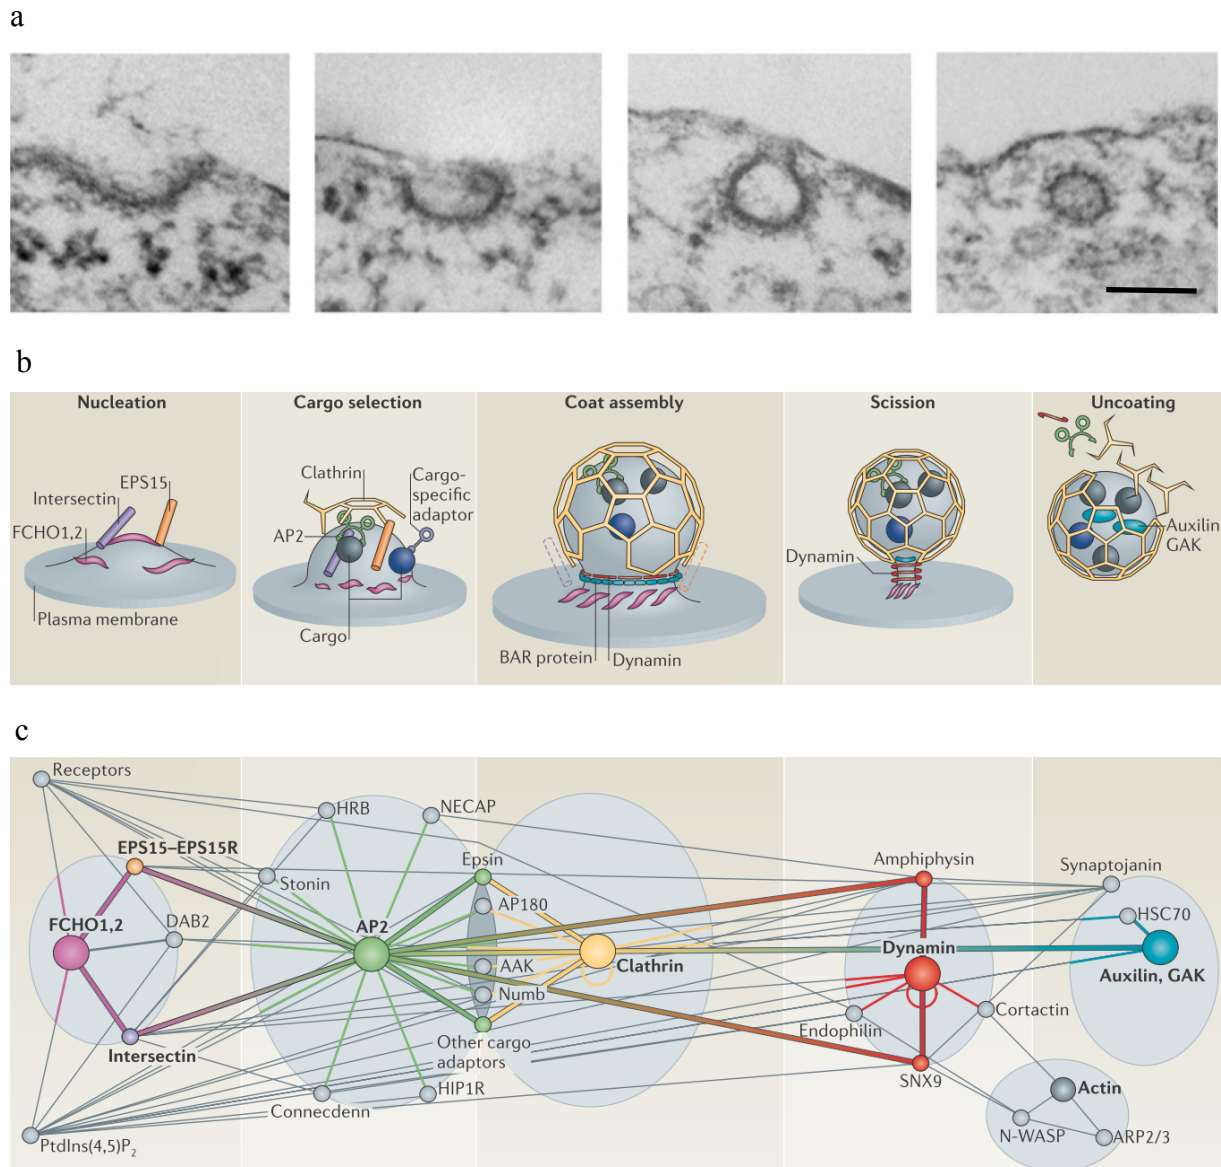 a
b
Nucleation
Cargo selection
Coat assembly
Scission
Uncoating
EPS15
Intersectin
FCHO1,2
Plasma membrane
Clathrin
Cargo-
specific
adaptor
AP2
Cargo
BAR protein
Dynamin
Dynamin
Auxilin
GAK
c
Receptors
HRB
NECAP
EPS15–EPS15R
Stonin
Epsin
Amphiphysin
Synaptojanin
AP180
HSC70
FCHO1,2
DAB2
AP2
Clathrin
Dynamin
Auxilin, GAK
AAK
Numb
Endophilin
Cortactin
Intersectin
Other cargo
adaptors
SNX9
Connecdenn
HIP1R
Actin
PtdIns(4,5)P₂
N-WASP
ARP2/3